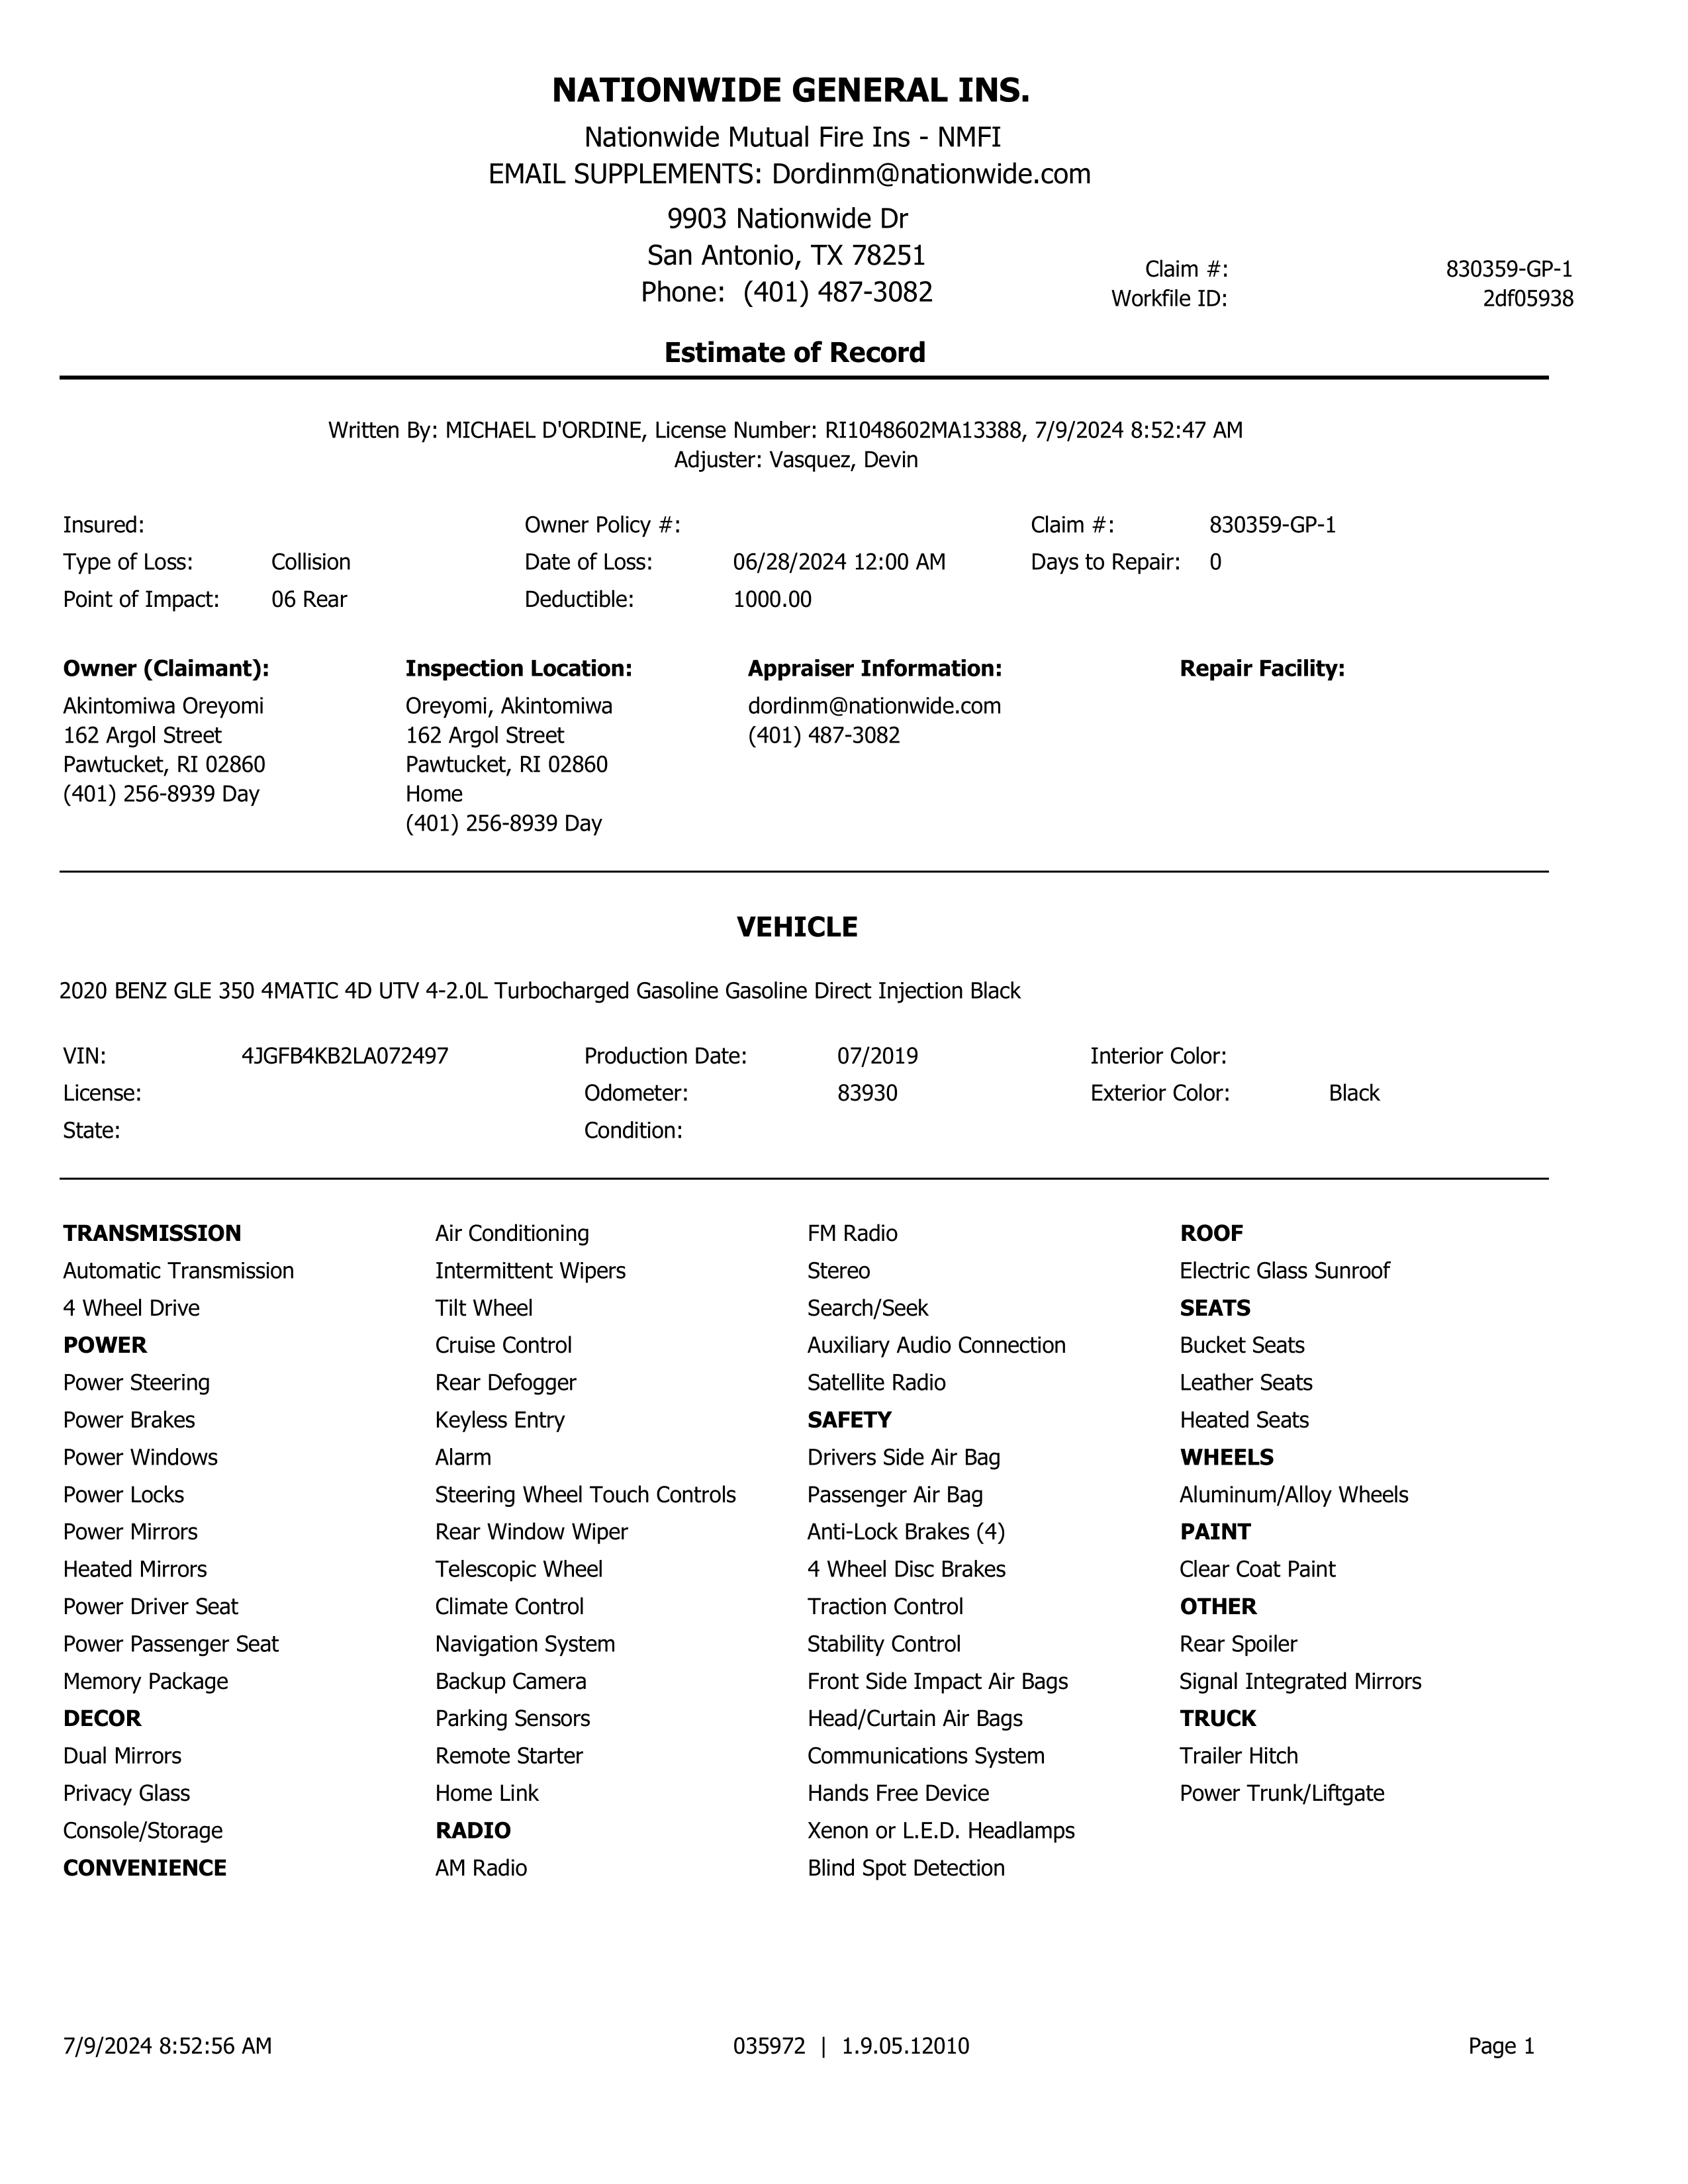 NATIONWIDE GENERAL INS.
Nationwide Mutual Fire Ins - NMFI
EMAIL SUPPLEMENTS: Dordinm@nationwide.com
9903 Nationwide Dr
San Antonio, TX 78251
Phone: (401) 487-3082
Claim #: 830359-GP-1
Workfile ID: 2df05938
Estimate of Record
Written By: MICHAEL D'ORDINE, License Number: RI1048602MA13388, 7/9/2024 8:52:47 AM
Adjuster: Vasquez, Devin
Insured: Owner Policy #: Claim #: 830359-GP-1
Type of Loss: Collision Date of Loss: 06/28/2024 12:00 AM Days to Repair: 0
Point of Impact: 06 Rear Deductible: 1000.00
Owner (Claimant):
Akintomiwa Oreyomi
162 Argol Street
Pawtucket, RI 02860
(401) 256-8939 Day
Inspection Location:
Oreyomi, Akintomiwa
162 Argol Street
Pawtucket, RI 02860
Home
(401) 256-8939 Day
Appraiser Information:
dordinm@nationwide.com
(401) 487-3082
Repair Facility:
VEHICLE
2020 BENZ GLE 350 4MATIC 4D UTV 4-2.0L Turbocharged Gasoline Gasoline Direct Injection Black
VIN: 4JGFB4KB2LA072497 Production Date: 07/2019 Interior Color:
License: Odometer: 83930 Exterior Color: Black
State: Condition:
TRANSMISSION
Automatic Transmission
4 Wheel Drive
POWER
Power Steering
Power Brakes
Power Windows
Power Locks
Power Mirrors
Heated Mirrors
Power Driver Seat
Power Passenger Seat
Memory Package
DECOR
Dual Mirrors
Privacy Glass
Console/Storage
CONVENIENCE
Air Conditioning
Intermittent Wipers
Tilt Wheel
Cruise Control
Rear Defogger
Keyless Entry
Alarm
Steering Wheel Touch Controls
Rear Window Wiper
Telescopic Wheel
Climate Control
Navigation System
Backup Camera
Parking Sensors
Remote Starter
Home Link
RADIO
AM Radio
FM Radio
Stereo
Search/Seek
Auxiliary Audio Connection
Satellite Radio
SAFETY
Drivers Side Air Bag
Passenger Air Bag
Anti-Lock Brakes (4)
4 Wheel Disc Brakes
Traction Control
Stability Control
Front Side Impact Air Bags
Head/Curtain Air Bags
Communications System
Hands Free Device
Xenon or L.E.D. Headlamps
Blind Spot Detection
ROOF
Electric Glass Sunroof
SEATS
Bucket Seats
Leather Seats
Heated Seats
WHEELS
Aluminum/Alloy Wheels
PAINT
Clear Coat Paint
OTHER
Rear Spoiler
Signal Integrated Mirrors
TRUCK
Trailer Hitch
Power Trunk/Liftgate
7/9/2024 8:52:56 AM 035972 | 1.9.05.12010 Page 1